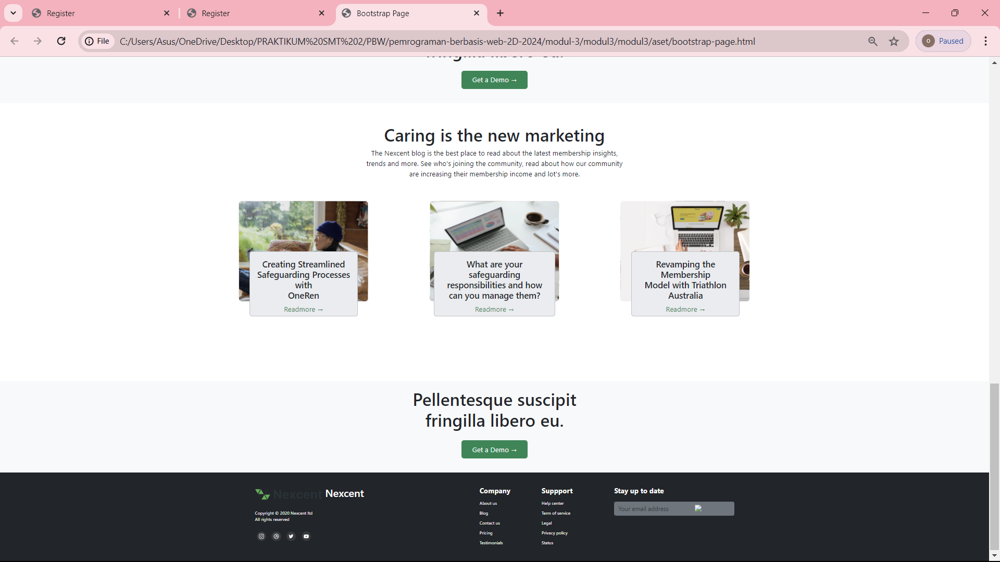 Register
Register
Bootstrap Page
File
C:/Users/Asus/OneDrive/Desktop/PRAKTIKUM%20SMT%202/PBW/pemrograman-berbasis-web-2D-2024/modul-3/modul3/modul3/aset/bootstrap-page.html
O
Paused
fringilla libero eu.
Get a Demo →
Caring is the new marketing
The Nexcent blog is the best place to read about the latest membership insights,
trends and more. See who's joining the community, read about how our community
are increasing their membership income and lot's more.
Creating Streamlined
Safeguarding Processes
with
OneRen
Readmore →
What are your
safeguarding
responsibilities and how
can you manage them?
Readmore →
Revamping the
Membership
Model with Triathlon
Australia
Readmore →
Pellentesque suscipit
fringilla libero eu.
Get a Demo →
Nexcent Nexcent
Copyright © 2020 Nexcent ltd
All rights reserved
Company
About us
Blog
Contact us
Pricing
Testimonials
Suppport
Help center
Term of service
Legal
Privacy policy
Status
Stay up to date
Your email address